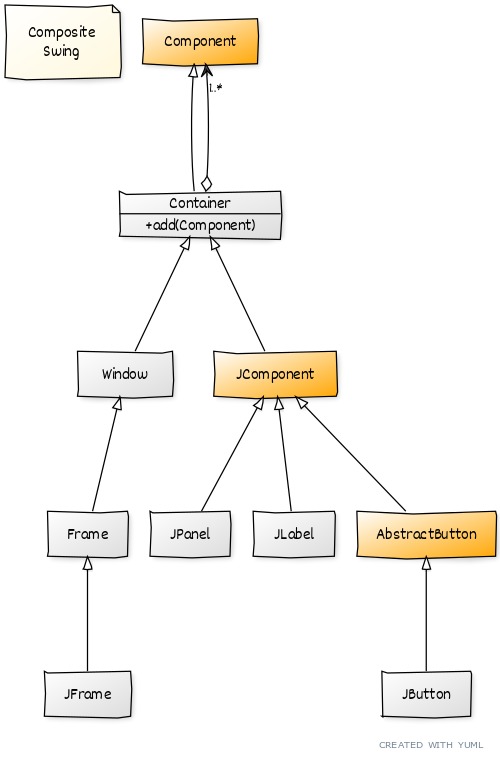 Composite
Swing
Component
1..*
Container
+add(Component)
Window
JComponent
Frame
JPanel
JLabel
AbstractButton
JFrame
JButton
CREATED WITH YUML